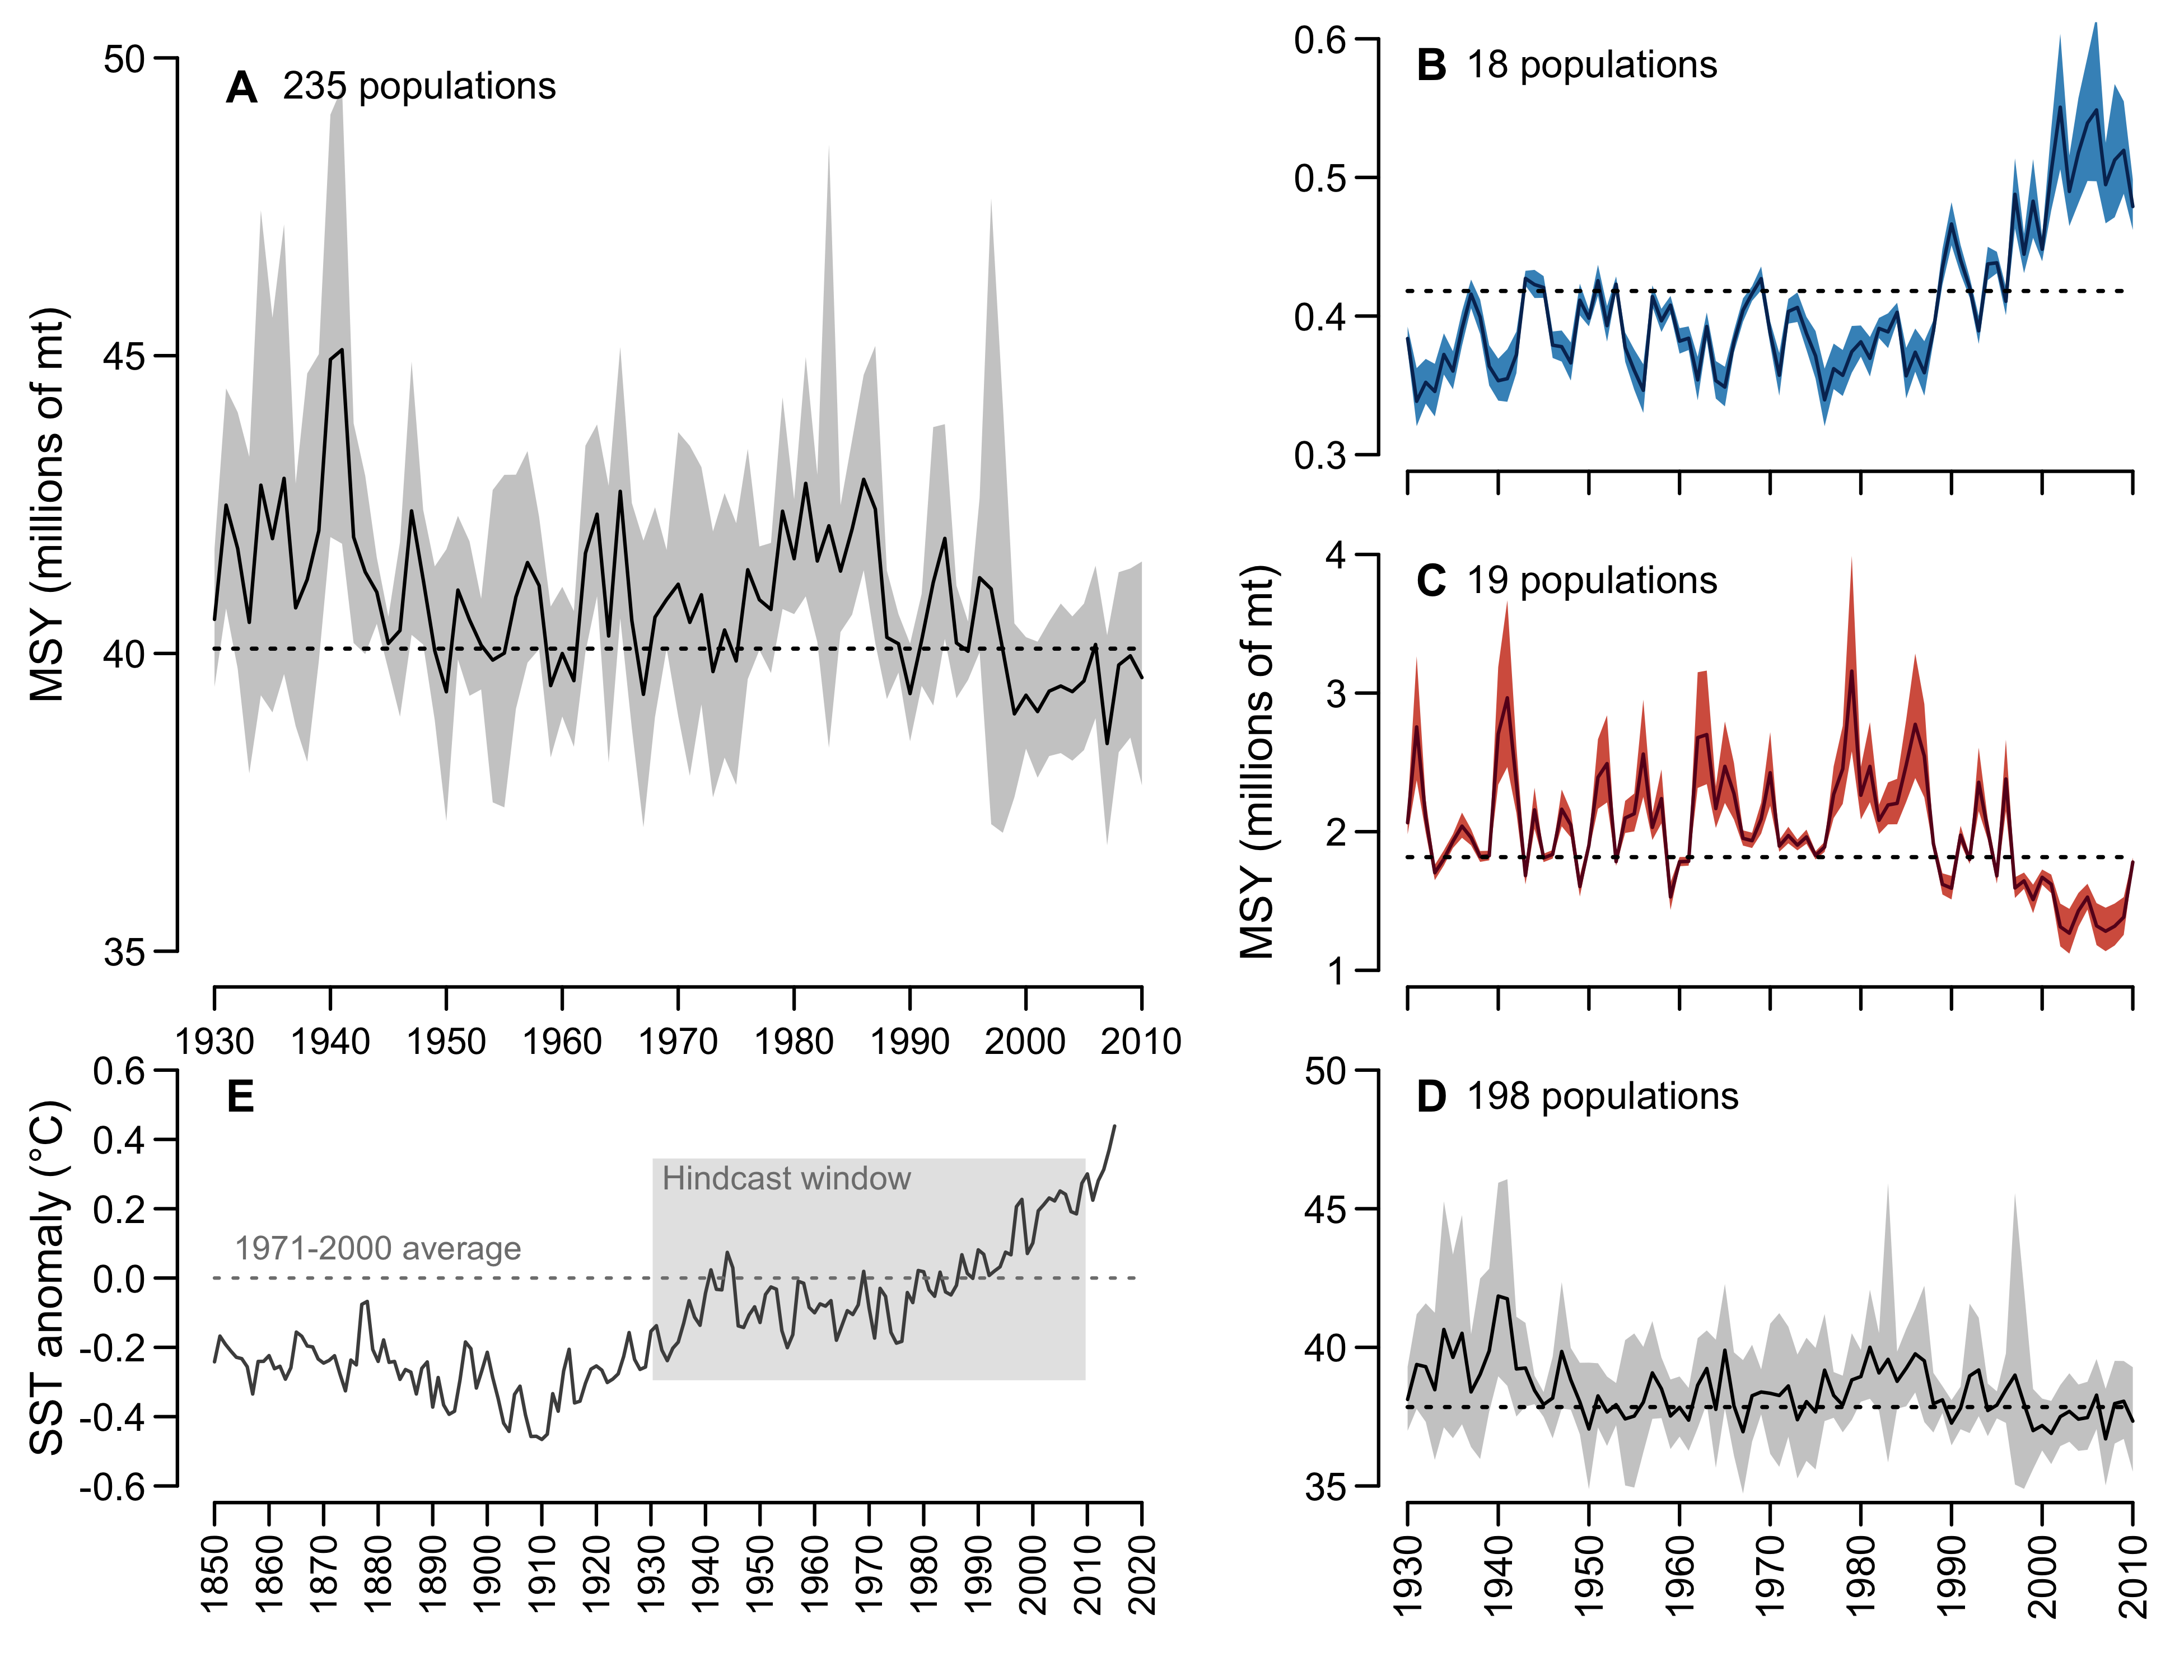 A 235 populations
MSY (millions of mt)
50
45
40
35
1930 1940 1950 1960 1970 1980 1990 2000 2010
B 18 populations
0.6
0.5
0.4
0.3
C 19 populations
MSY (millions of mt)
4
3
2
1
D 198 populations
50
45
40
35
1930 1940 1950 1960 1970 1980 1990 2000 2010
E
SST anomaly (°C)
0.6
0.4
0.2
0.0
-0.2
-0.4
-0.6
Hindcast window
1971-2000 average
1850 1860 1870 1880 1890 1900 1910 1920 1930 1940 1950 1960 1970 1980 1990 2000 2010 2020